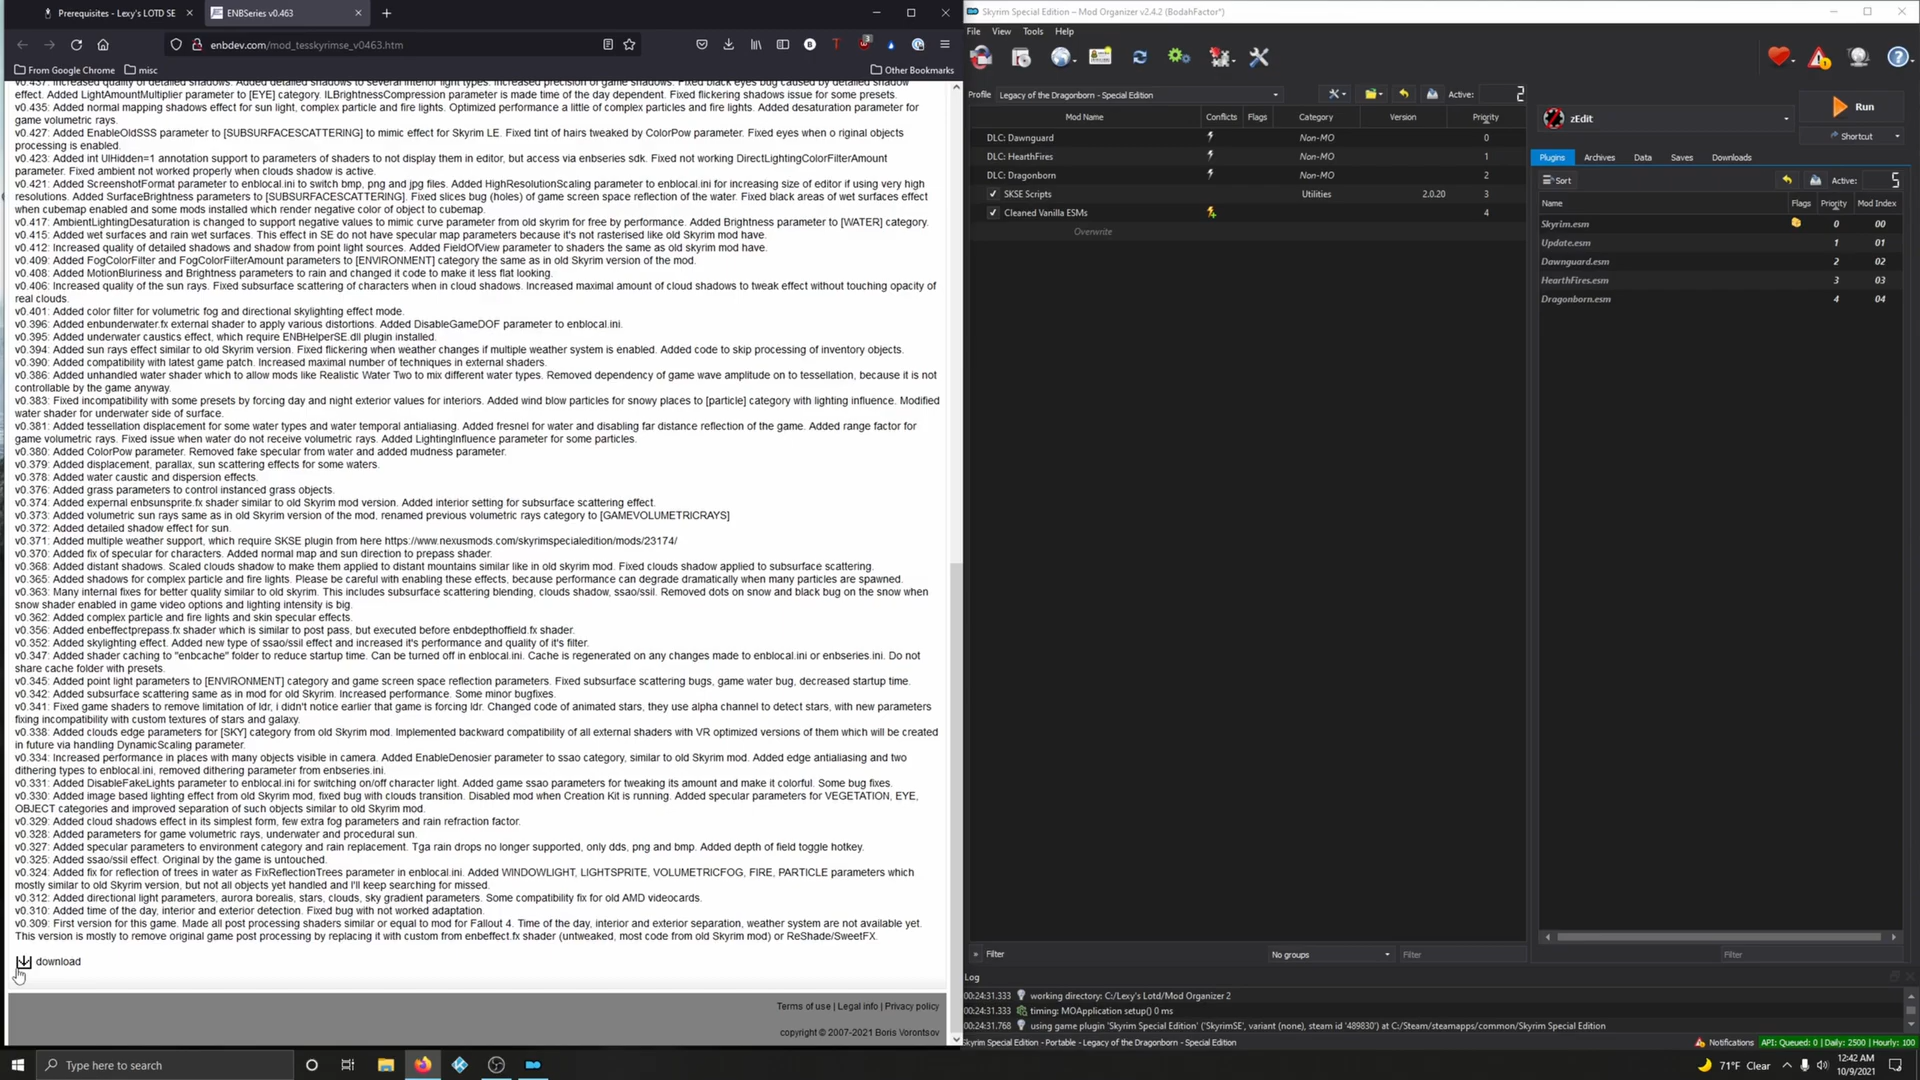 Prerequisites - Lexy's LOTD SE
ENBSeries v0.463
enbdev.com/mod_tesskyrimse_v0463.htm
From Google Chrome
misc
Other Bookmarks
v0.437: Increased quality of detailed shadows. Added detailed shadows to several interior light types. Increased precision of game shadows. Fixed black eyes bug caused by detailed shadow
effect. Added LightAmountMultiplier parameter to [EYE] category. ILBrightnessCompression parameter is made time of the day dependent. Fixed flickering shadows issue for some presets.
v0.435: Added normal mapping shadows effect for sun light, complex particle and fire lights. Optimized performance a little of complex particles and fire lights. Added desaturation parameter for
game volumetric rays.
v0.427: Added EnableOldSSS parameter to [SUBSURFACESCATTERING] to mimic effect for Skyrim LE. Fixed tint of hairs tweaked by ColorPow parameter. Fixed eyes when o riginal objects
processing is enabled.
v0.423: Added int UIHidden=1 annotation support to parameters of shaders to not display them in editor, but access via enbseries sdk. Fixed not working DirectLightingColorFilterAmount
parameter. Fixed ambient not worked properly when clouds shadow is active.
v0.421: Added ScreenshotFormat parameter to enblocal.ini to switch bmp, png and jpg files. Added HighResolutionScaling parameter to enblocal.ini for increasing size of editor if using very high
resolutions. Added SurfaceBrightness parameters to [SUBSURFACESCATTERING]. Fixed slices bug (holes) of game screen space reflection of the water. Fixed black areas of wet surfaces effect
when cubemap enabled and some mods installed which render negative color of object to cubemap.
v0.417: AmbientLightingDesaturation is changed to support negative values to mimic curve parameter from old skyrim for free by performance. Added Brightness parameter to [WATER] category.
v0.415: Added wet surfaces and rain wet surfaces. This effect in SE do not have specular map parameters because it's not rasterised like old Skyrim mod have.
v0.412: Increased quality of detailed shadows and shadow from point light sources. Added FieldOfView parameter to shaders the same as old skyrim mod have.
v0.409: Added FogColorFilter and FogColorFilterAmount parameters to [ENVIRONMENT] category the same as in old Skyrim version of the mod.
v0.408: Added MotionBluriness and Brightness parameters to rain and changed it code to make it less flat looking.
v0.406: Increased quality of the sun rays. Fixed subsurface scattering of characters when in cloud shadows. Increased maximal amount of cloud shadows to tweak effect without touching opacity of
real clouds.
v0.401: Added color filter for volumetric fog and directional skylighting effect mode.
v0.396: Added enbunderwater.fx external shader to apply various distortions. Added DisableGameDOF parameter to enblocal.ini.
v0.395: Added underwater caustics effect, which require ENBHelperSE.dll plugin installed.
v0.394: Added sun rays effect similar to old Skyrim version. Fixed flickering when weather changes if multiple weather system is enabled. Added code to skip processing of inventory objects.
v0.390: Added compatibility with latest game patch. Increased maximal number of techniques in external shaders.
v0.386: Added unhandled water shader which to allow mods like Realistic Water Two to mix different water types. Removed dependency of game wave amplitude on to tessellation, because it is not
controllable by the game anyway.
v0.383: Fixed incompatibility with some presets by forcing day and night exterior values for interiors. Added wind blow particles for snowy places to [particle] category with lighting influence. Modified
water shader for underwater side of surface.
v0.381: Added tessellation displacement for some water types and water temporal antialiasing. Added fresnel for water and disabling far distance reflection of the game. Added range factor for
game volumetric rays. Fixed issue when water do not receive volumetric rays. Added LightingInfluence parameter for some particles.
v0.380: Added ColorPow parameter. Removed fake specular from water and added mudness parameter.
v0.379: Added displacement, parallax, sun scattering effects for some waters.
v0.378: Added water caustic and dispersion effects.
v0.376: Added grass parameters to control instanced grass objects.
v0.374: Added expernal enbsunsprite.fx shader similar to old Skyrim mod version. Added interior setting for subsurface scattering effect.
v0.373: Added volumetric sun rays same as in old Skyrim version of the mod, renamed previous volumetric rays category to [GAMEVOLUMETRICRAYS]
v0.372: Added detailed shadow effect for sun.
v0.371: Added multiple weather support, which require SKSE plugin from here https://www.nexusmods.com/skyrimspecialedition/mods/23174/
v0.370: Added fix of specular for characters. Added normal map and sun direction to prepass shader.
v0.368: Added distant shadows. Scaled clouds shadow to make them applied to distant mountains similar like in old skyrim mod. Fixed clouds shadow applied to subsurface scattering.
v0.365: Added shadows for complex particle and fire lights. Please be careful with enabling these effects, because performance can degrade dramatically when many particles are spawned.
v0.363: Many internal fixes for better quality similar to old skyrim. This includes subsurface scattering blending, clouds shadow, ssao/ssil. Removed dots on snow and black bug on the snow when
snow shader enabled in game video options and lighting intensity is big.
v0.362: Added complex particle and fire lights and skin specular effects.
v0.356: Added enbeffectprepass.fx shader which is similar to post pass, but executed before enbdepthoffield.fx shader.
v0.352: Added skylighting effect. Added new type of ssao/ssil effect and increased it's performance and quality of it's filter.
v0.347: Added shader caching to "enbcache" folder to reduce startup time. Can be turned off in enblocal.ini. Cache is regenerated on any changes made to enblocal.ini or enbseries.ini. Do not
share cache folder with presets.
v0.345: Added point light parameters to [ENVIRONMENT] category and game screen space reflection parameters. Fixed subsurface scattering bugs, game water bug, decreased startup time.
v0.342: Added subsurface scattering same as in mod for old Skyrim. Increased performance. Some minor bugfixes.
v0.341: Fixed game shaders to remove limitation of ldr, i didn't notice earlier that game is forcing ldr. Changed code of animated stars, they use alpha channel to detect stars, with new parameters
fixing incompatibility with custom textures of stars and galaxy.
v0.338: Added clouds edge parameters for [SKY] category from old Skyrim mod. Implemented backward compatibility of all external shaders with VR optimized versions of them which will be created
in future via handling DynamicScaling parameter.
v0.334: Increased performance in places with many objects visible in camera. Added EnableDenosier parameter to ssao category, similar to old Skyrim mod. Added edge antialiasing and two
dithering types to enblocal.ini, removed dithering parameter from enbseries.ini.
v0.331: Added DisableFakeLights parameter to enblocal.ini for switching on/off character light. Added game ssao parameters for tweaking its amount and make it colorful. Some bug fixes.
v0.330: Added image based lighting effect from old Skyrim mod, fixed bug with clouds transition. Disabled mod when Creation Kit is running. Added specular parameters for VEGETATION, EYE,
OBJECT categories and improved separation of such objects similar to old Skyrim mod.
v0.329: Added cloud shadows effect in its simplest form, few extra fog parameters and rain refraction factor.
v0.328: Added parameters for game volumetric rays, underwater and procedural sun.
v0.327: Added specular parameters to environment category and rain replacement. Tga rain drops no longer supported, only dds, png and bmp. Added depth of field toggle hotkey.
v0.325: Added ssao/ssil effect. Original by the game is untouched.
v0.324: Added fix for reflection of trees in water as FixReflectionTrees parameter in enblocal.ini. Added WINDOWLIGHT, LIGHTSPRITE, VOLUMETRICFOG, FIRE, PARTICLE parameters which
mostly similar to old Skyrim version, but not all objects yet handled and I'll keep searching for missed.
v0.312: Added directional light parameters, aurora borealis, stars, clouds, sky gradient parameters. Some compatibility fix for old AMD videocards.
v0.310: Added time of the day, interior and exterior detection. Fixed bug with not worked adaptation.
v0.309: First version for this game. Made all post processing shaders similar or equal to mod for Fallout 4. Time of the day, interior and exterior separation, weather system are not available yet.
This version is mostly to remove original game post processing by replacing it with custom from enbeffect.fx shader (untweaked, most code from old Skyrim mod) or ReShade/SweetFX.
download
Terms of use | Legal info | Privacy policy
copyright © 2007-2021 Boris Vorontsov
Skyrim Special Edition – Mod Organizer v2.4.2 (BodahFactor*)
File View Tools Help
Profile Legacy of the Dragonborn - Special Edition Active: 2
Mod Name Conflicts Flags Category Version Priority
DLC: Dawnguard Non-MO 0
DLC: HearthFires Non-MO 1
DLC: Dragonborn Non-MO 2
SKSE Scripts Utilities 2.0.20 3
Cleaned Vanilla ESMs 4
Overwrite
Filter No groups Filter
zEdit
Run
Shortcut
Plugins Archives Data Saves Downloads
Sort Active: 5
Name Flags Priority Mod Index
Skyrim.esm 0 00
Update.esm 1 01
Dawnguard.esm 2 02
HearthFires.esm 3 03
Dragonborn.esm 4 04
Filter
Log
00:24:31.333 working directory: C:/Lexy's Lotd/Mod Organizer 2
00:24:31.333 timing: MOApplication setup() 0 ms
00:24:31.768 using game plugin 'Skyrim Special Edition' ('SkyrimSE', variant (none), steam id '489830') at C:/Steam/steamapps/common/Skyrim Special Edition
Skyrim Special Edition - Portable - Legacy of the Dragonborn - Special Edition
Notifications API: Queued: 0 | Daily: 2500 | Hourly: 100
Type here to search
71°F Clear
12:42 AM
10/9/2021